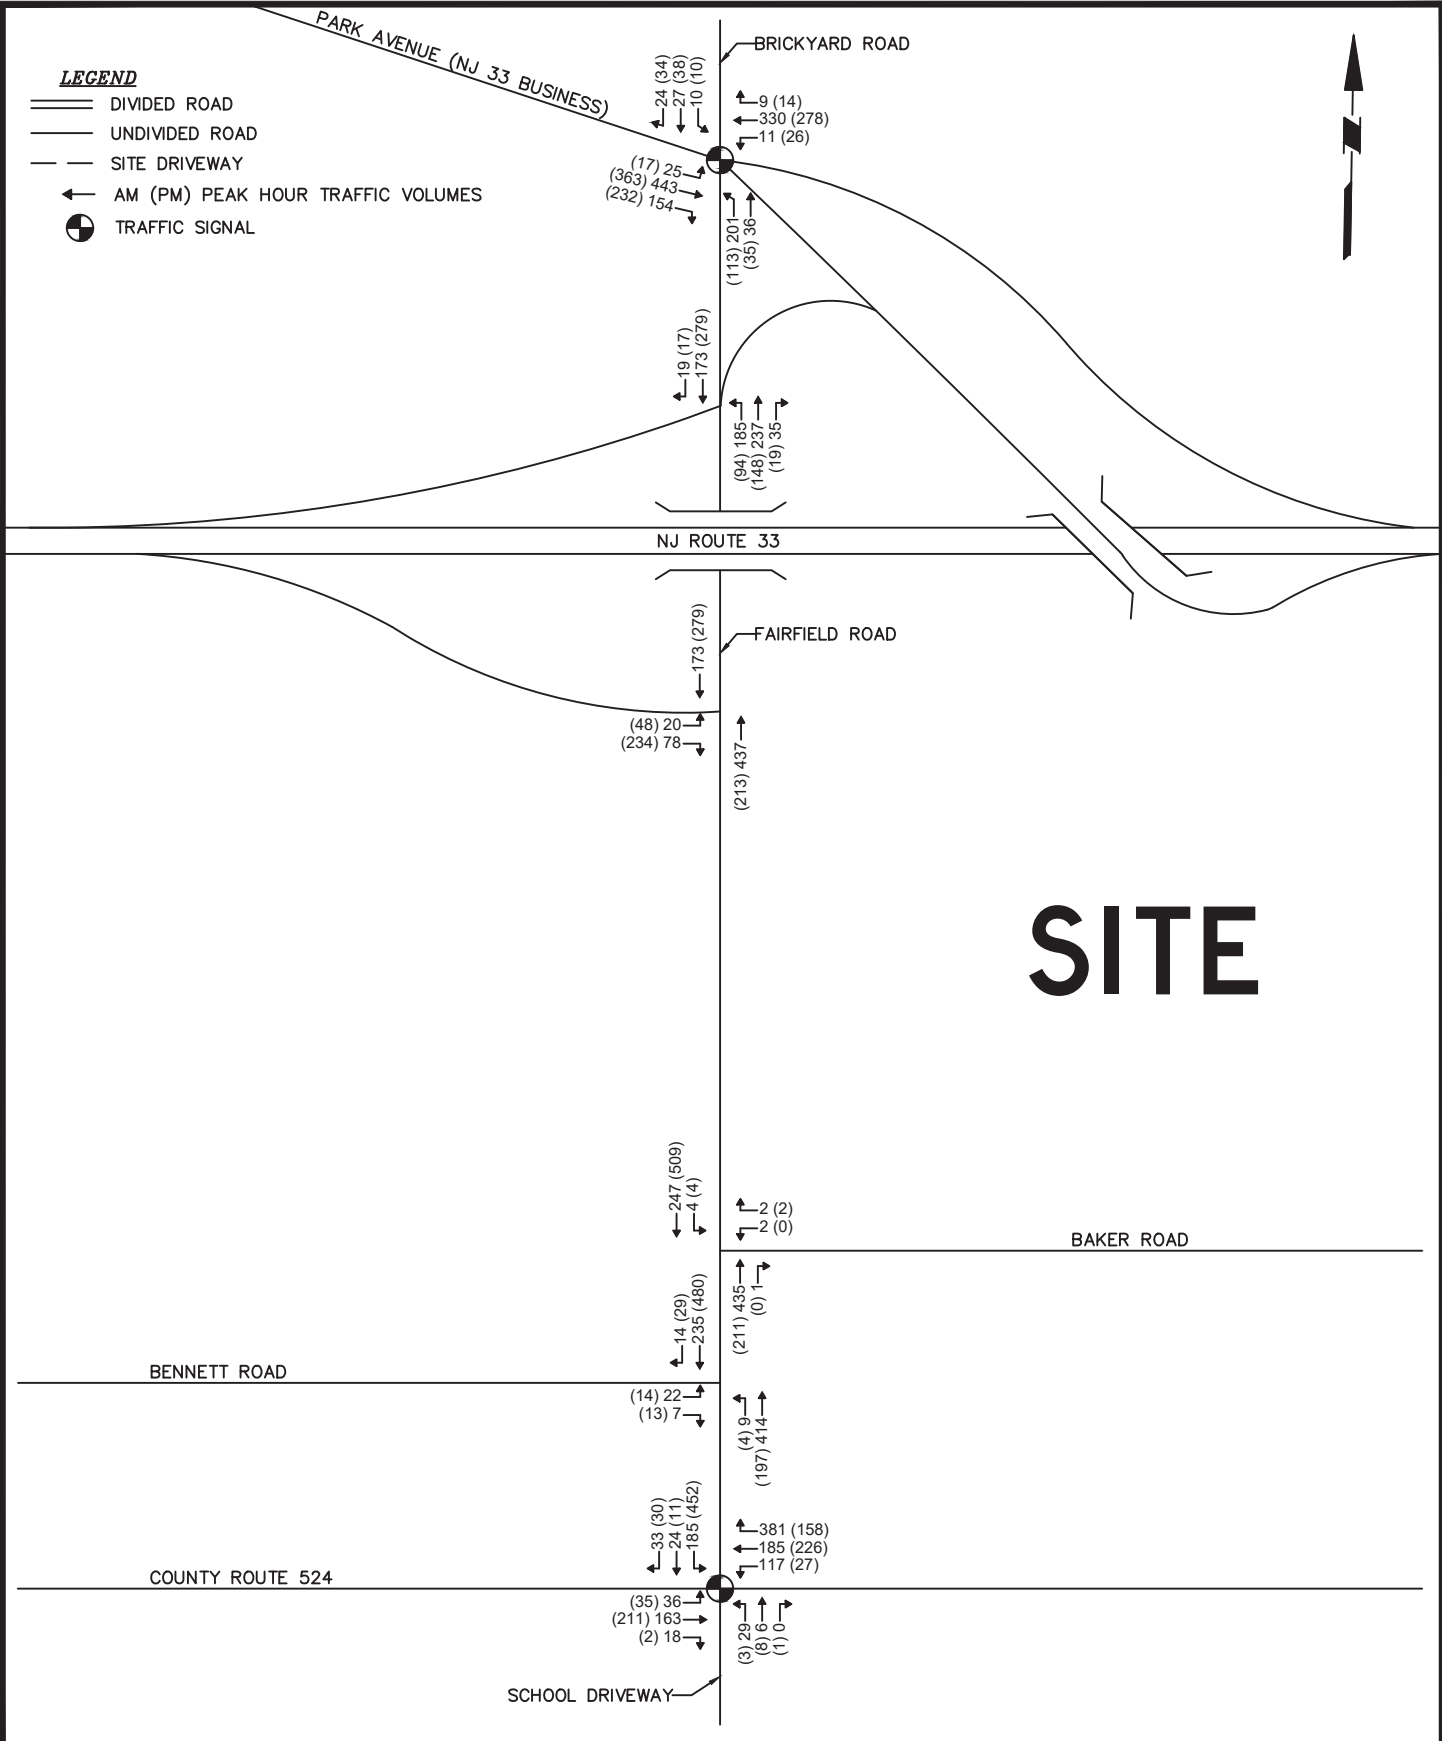 PARK AVENUE (NJ 33 BUSINESS)
BRICKYARD ROAD
LEGEND
DIVIDED ROAD
UNDIVIDED ROAD
SITE DRIVEWAY
AM (PM) PEAK HOUR TRAFFIC VOLUMES
TRAFFIC SIGNAL
24 (34)
27 (38)
10 (10)
9 (14)
330 (278)
11 (26)
(17) 25
(363) 443
(232) 154
(113) 201
(35) 36
19 (17)
173 (279)
(94) 185
(148) 237
(19) 35
NJ ROUTE 33
173 (279)
FAIRFIELD ROAD
(48) 20
(234) 78
(213) 437
SITE
247 (509)
4 (4)
2 (2)
2 (0)
BAKER ROAD
(211) 435
(0) 1
14 (29)
235 (480)
BENNETT ROAD
(14) 22
(13) 7
(4) 9
(197) 414
33 (30)
24 (11)
185 (452)
381 (158)
185 (226)
117 (27)
COUNTY ROUTE 524
(35) 36
(211) 163
(2) 18
(3) 29
(8) 6
(1) 0
SCHOOL DRIVEWAY